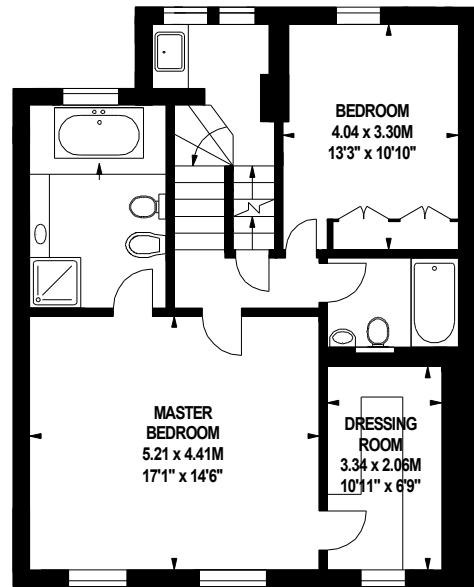 BEDROOM
4.04 x 3.30M
13'3" x 10'10"
MASTER
BEDROOM
5.21 x 4.41M
17'1" x 14'6"
DRESSING
ROOM
3.34 x 2.06M
10'11" x 6'9"